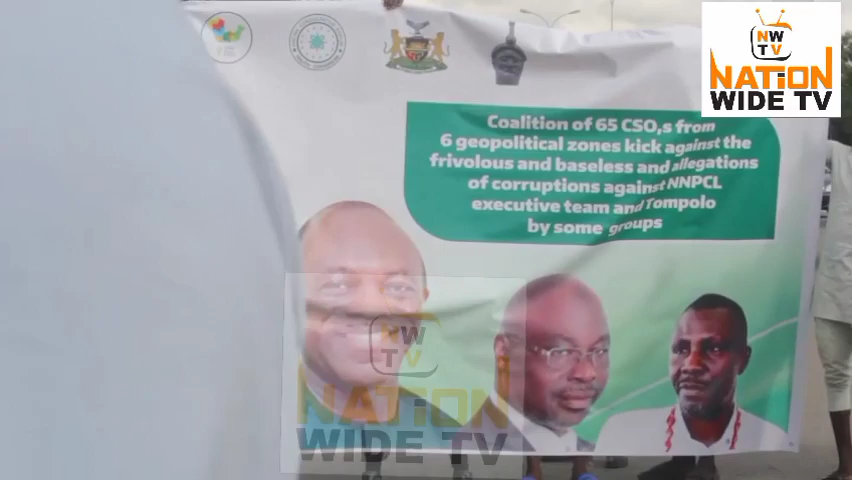 NW
TV
NATION
WIDE TV
Coalition of 65 CSO,s from
6 geopolitical zones kick against the
frivolous and baseless and allegations
of corruptions against NNPCL
executive team and Tompolo
by some groups
NW
TV
NATION
WIDE TV